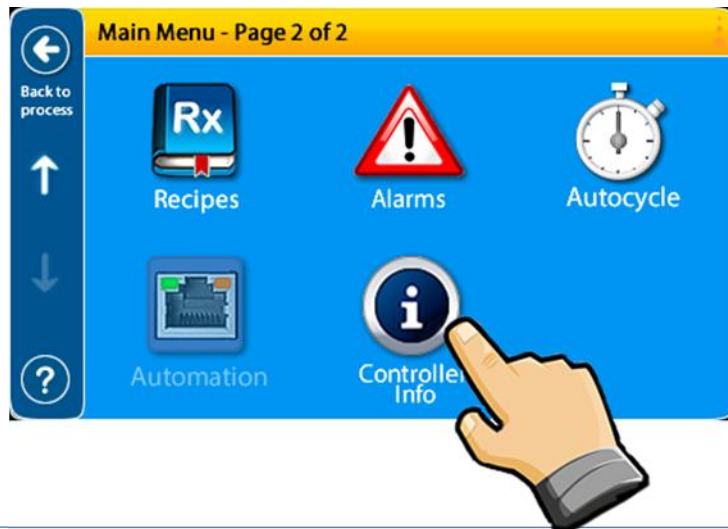 Main Menu - Page 2 of 2
Back to
process
Rx
Recipes
!
Alarms
Autocycle
Automation
i
Controller
Info
?